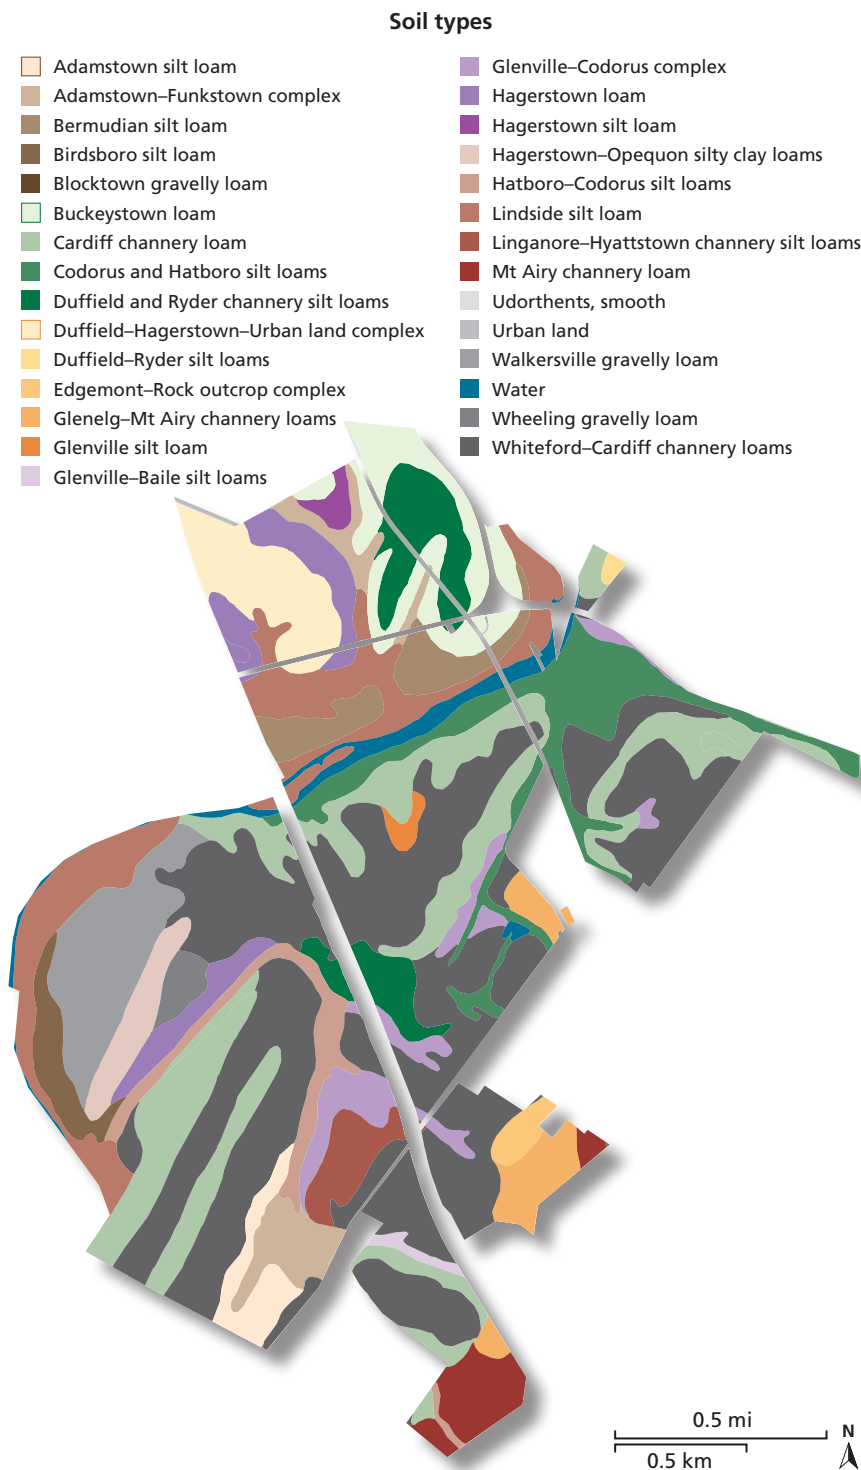 Soil types
Adamstown silt loam
Adamstown–Funkstown complex
Bermudian silt loam
Birdsboro silt loam
Blocktown gravelly loam
Buckeystown loam
Cardiff channery loam
Codorus and Hatboro silt loams
Duffield and Ryder channery silt loams
Duffield–Hagerstown–Urban land complex
Duffield–Ryder silt loams
Edgemont–Rock outcrop complex
Glenelg–Mt Airy channery loams
Glenville silt loam
Glenville–Baile silt loams
Glenville–Codorus complex
Hagerstown loam
Hagerstown silt loam
Hagerstown–Opequon silty clay loams
Hatboro–Codorus silt loams
Lindside silt loam
Linganore–Hyattstown channery silt loams
Mt Airy channery loam
Udorthents, smooth
Urban land
Walkersville gravelly loam
Water
Wheeling gravelly loam
Whiteford–Cardiff channery loams
0.5 mi
0.5 km
N